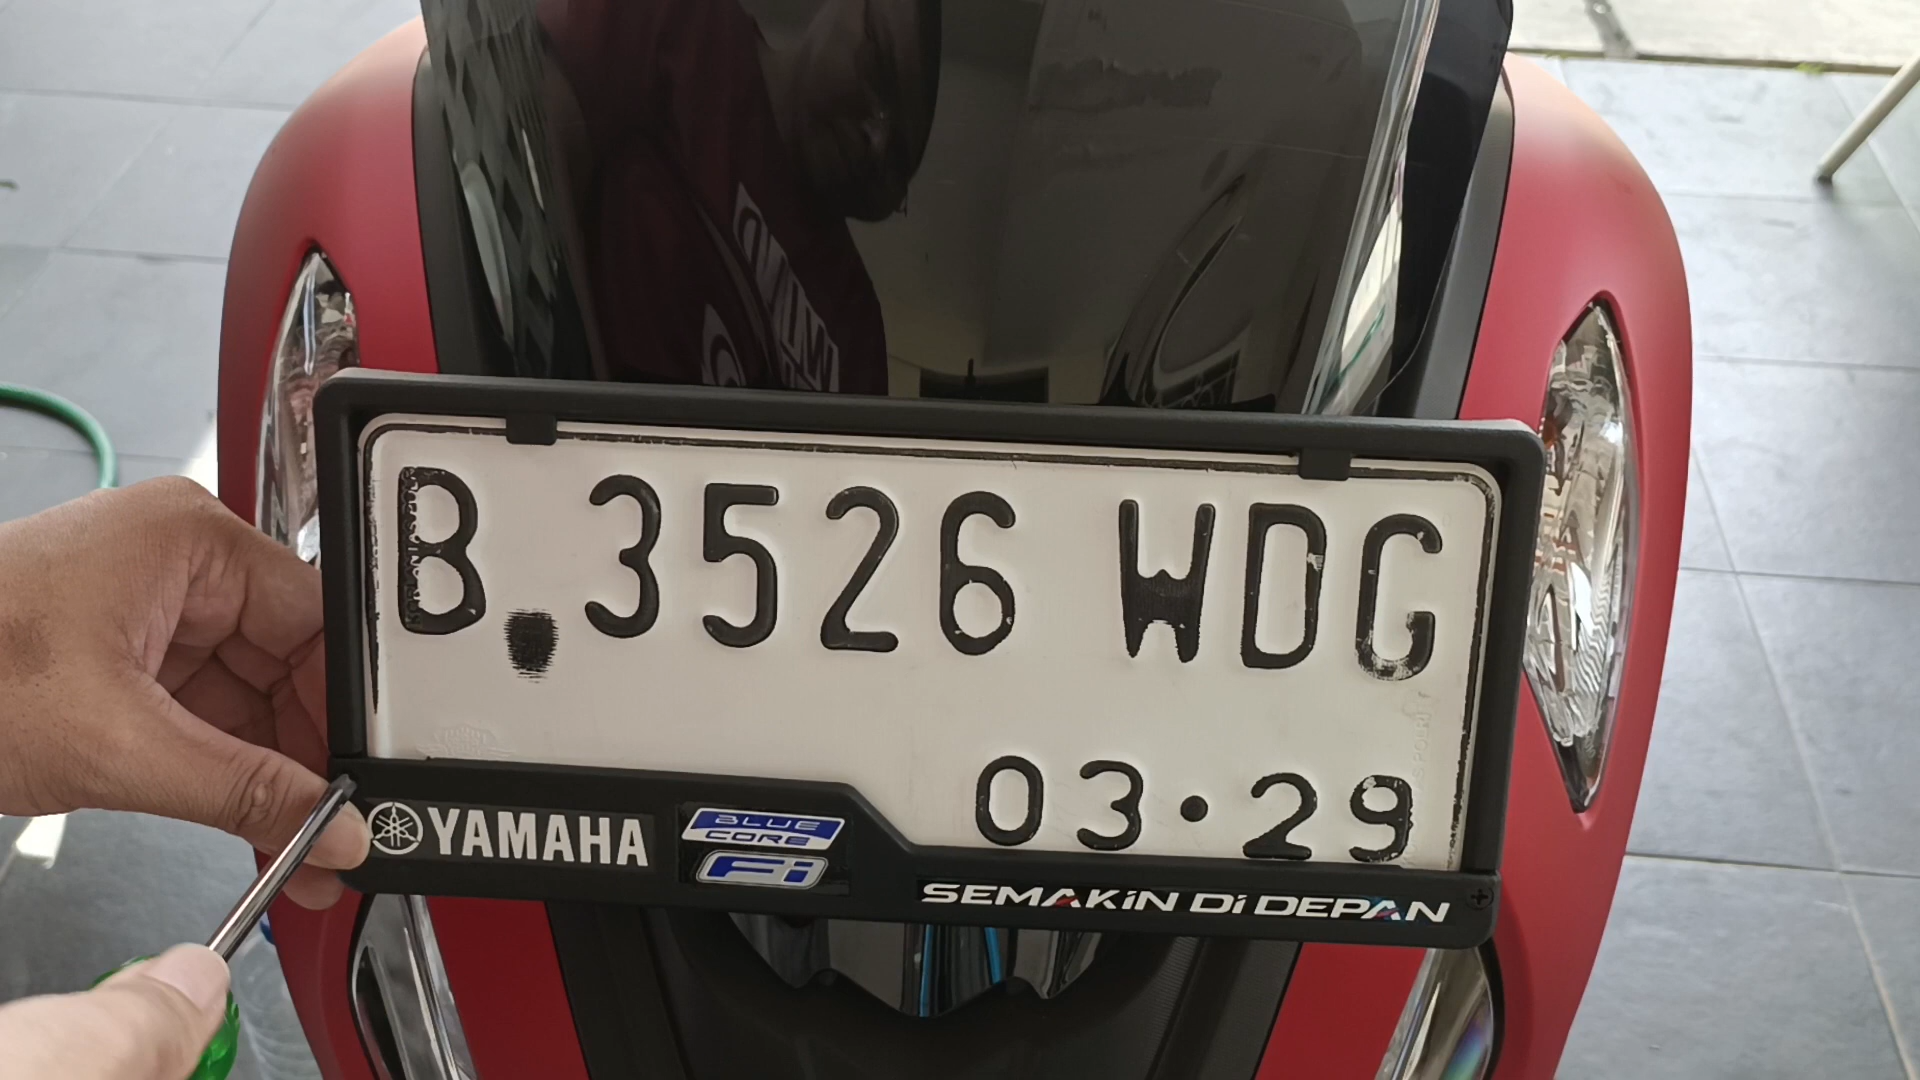 B 3526 WDG
03·29
YAMAHA
BLUE
CORE
Fi
SEMAKiN Di DEPAN